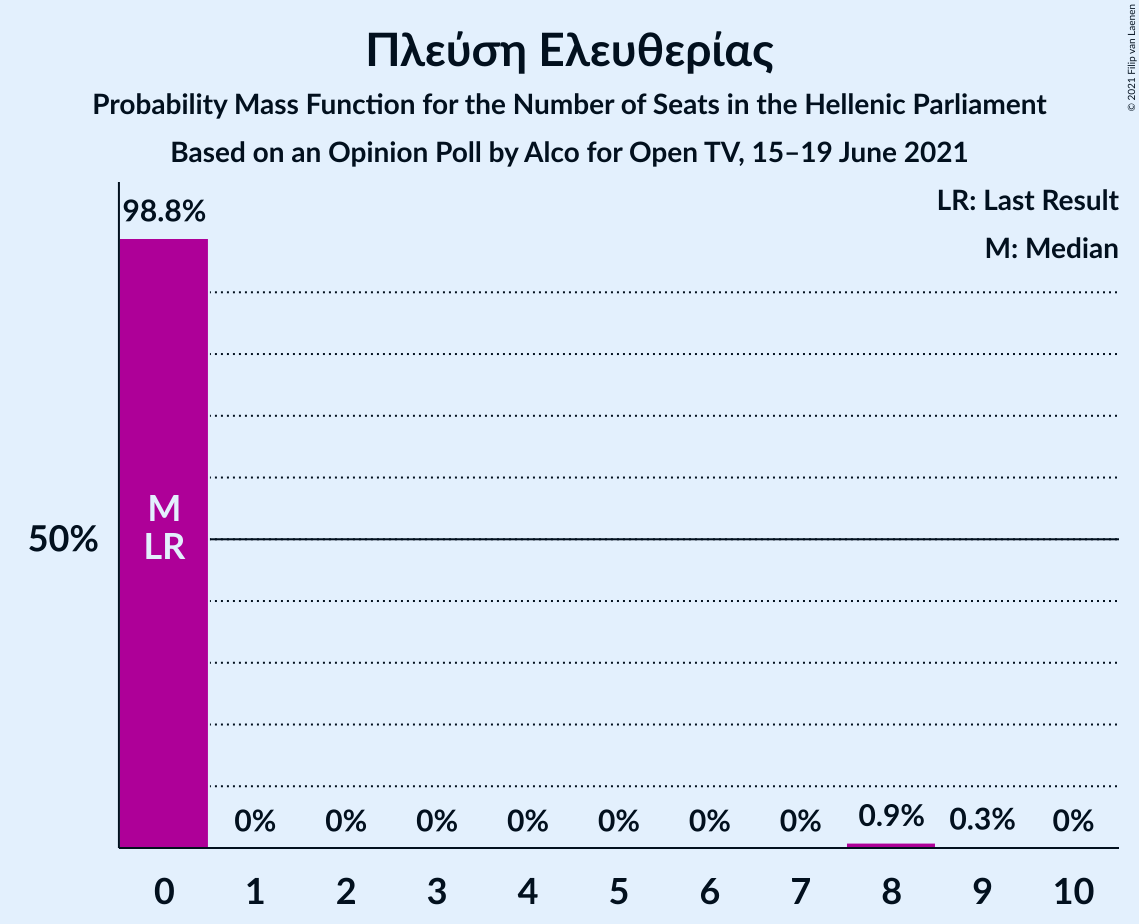 © 2021 Filip van Laenen
Πλεύση Ελευθερίας
Probability Mass Function for the Number of Seats in the Hellenic Parliament
Based on an Opinion Poll by Alco for Open TV, 15–19 June 2021
LR: Last Result
M: Median
98.8%
M
LR
50%
0% 0% 0% 0% 0% 0% 0% 0.9% 0.3% 0%
0 1 2 3 4 5 6 7 8 9 10